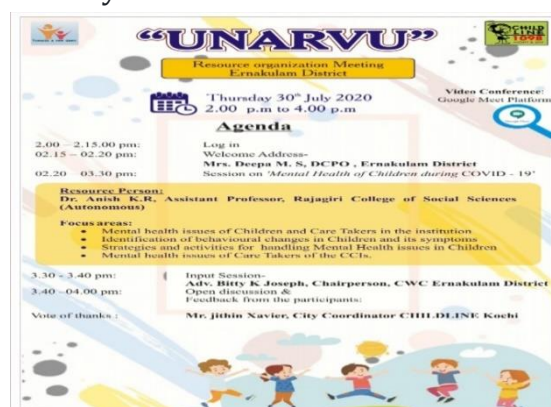 CHILD
LINE
1098
"UNARVU"
Resource organization Meeting
Ernakulam District
Thursday 30th July 2020
2.00 p.m to 4.00 p.m
Video Conference:
Google Meet Platform
Agenda
2.00 – 2.15.00 pm: Log in
02.15 – 02.20 pm: Welcome Address-
Mrs. Deepa M. S, DCPO , Ernakulam District
02.20 03.30 pm: Session on 'Mental Health of Children during COVID - 19'
Resource Person:
Dr. Anish K.R, Assistant Professor, Rajagiri College of Social Sciences
(Autonomous)
Focus areas:
• Mental health issues of Children and Care Takers in the institution
• Identification of behavioural changes in Children and its symptoms
• Strategies and activities for handling Mental Health issues in Children
• Mental health issues of Care Takers of the CCIs.
3.30 - 3.40 pm: Input Session-
Adv. Bitty K Joseph, Chairperson, CWC Ernakulam District
3.40 –04.00 pm: Open discussion &
Feedback from the participants:
Vote of thanks : Mr. jithin Xavier, City Coordinator CHILDLINE Kochi